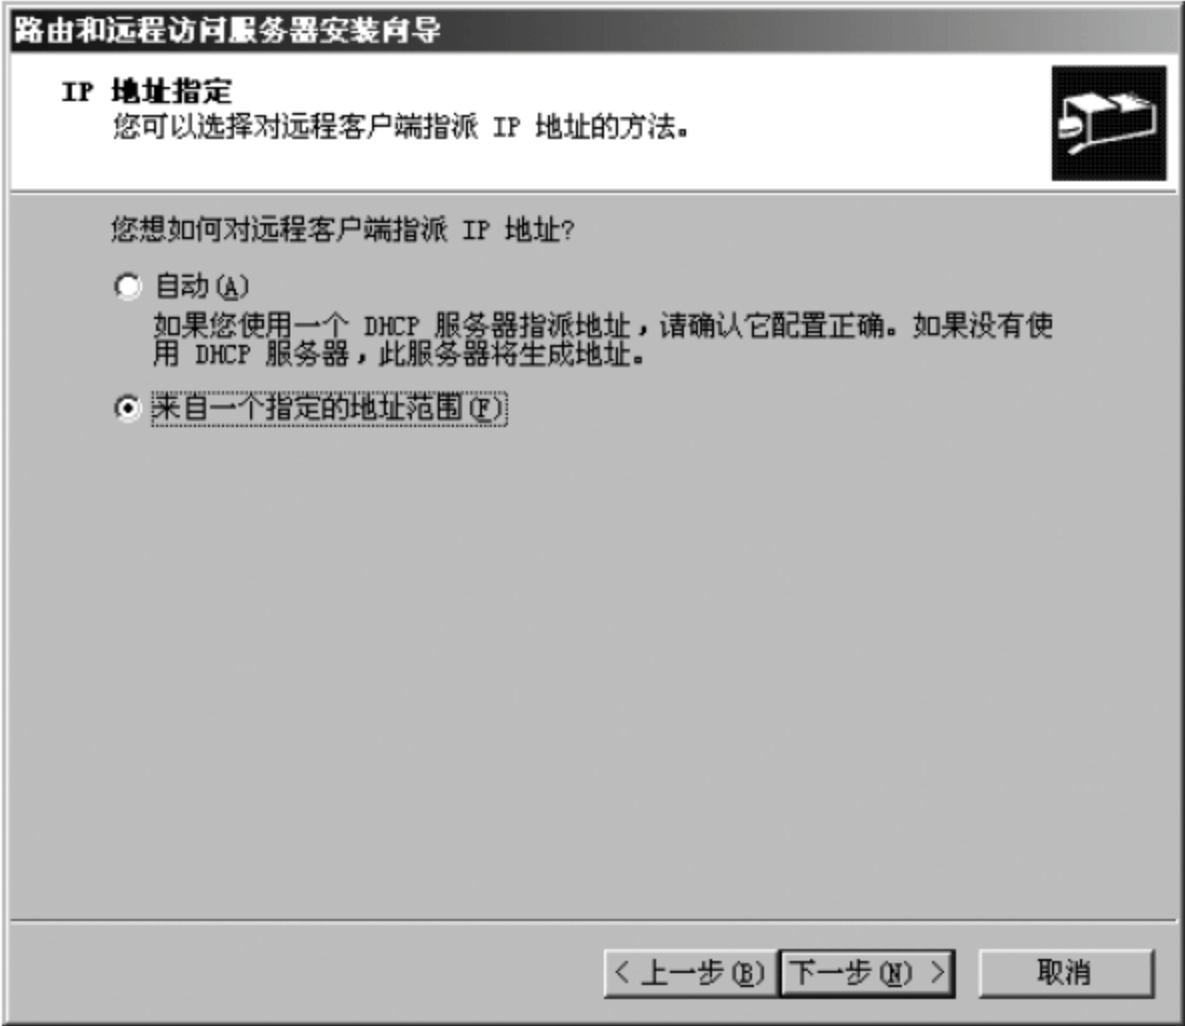 路由和远程访问服务器安装向导
IP 地址指定
您可以选择对远程客户端指派 IP 地址的方法。
您想如何对远程客户端指派 IP 地址?
自动(A)
如果您使用一个 DHCP 服务器指派地址，请确认它配置正确。如果没有使
用 DHCP 服务器，此服务器将生成地址。
来自一个指定的地址范围(F)
< 上一步(B) 下一步(N) > 取消